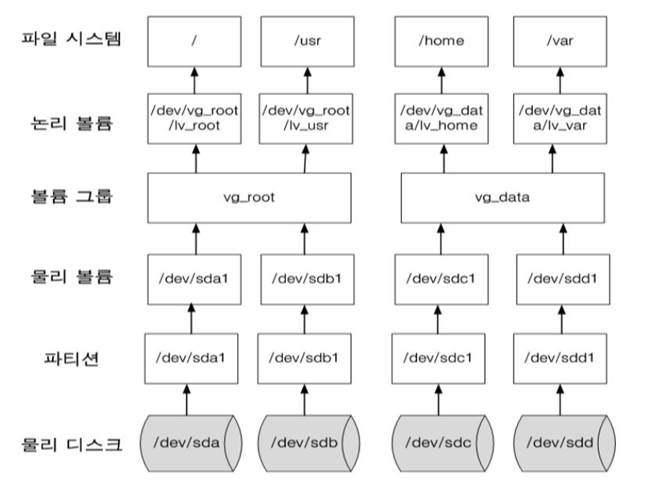 파일 시스템
/
/usr
/home
/var
논리 볼륨
/dev/vg_root
/lv_root
/dev/vg_root
/lv_usr
/dev/vg_dat
a/lv_home
/dev/vg_dat
a/lv_var
볼륨 그룹
vg_root
vg_data
물리 볼륨
/dev/sda1
/dev/sdb1
/dev/sdc1
/dev/sdd1
파티션
/dev/sda1
/dev/sdb1
/dev/sdc1
/dev/sdd1
물리 디스크
/dev/sda
/dev/sdb
/dev/sdc
/dev/sdd